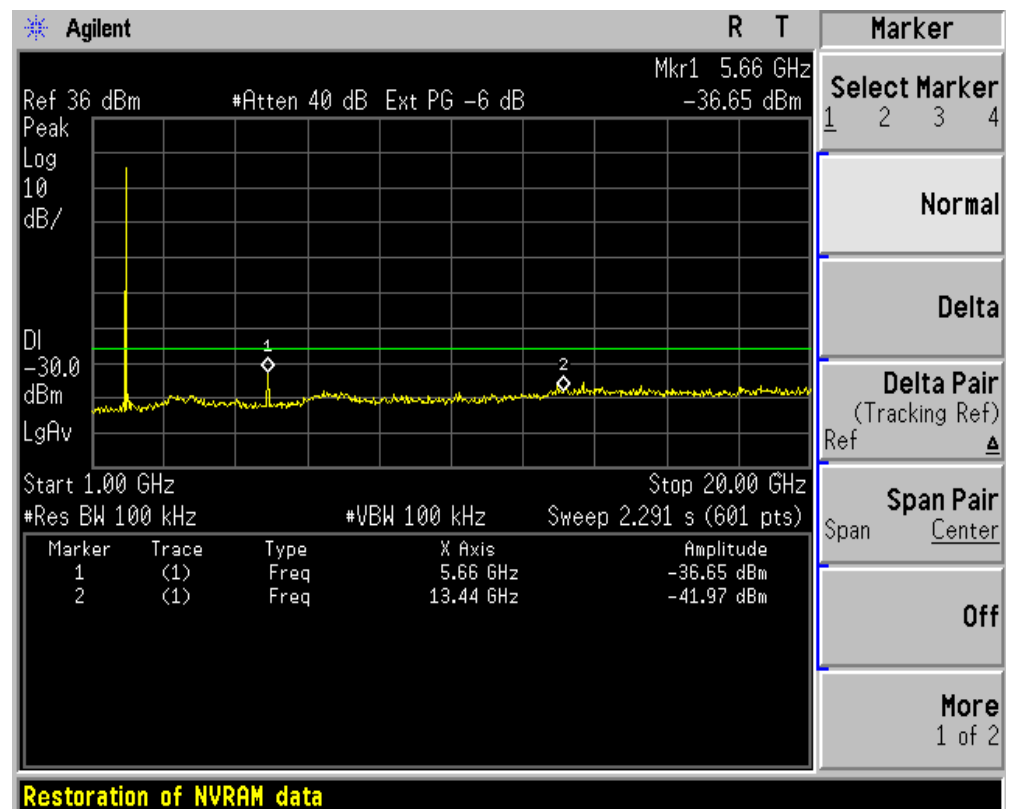 Agilent
R T
Marker
Mkr1 5.66 GHz
Ref 36 dBm #Atten 40 dB Ext PG -6 dB -36.65 dBm
Peak
Log
10
dB/
1
2
DI
-30.0
dBm
LgAv
Start 1.00 GHz Stop 20.00 GHz
#Res BW 100 kHz #VBW 100 kHz Sweep 2.291 s (601 pts)
Marker Trace Type X Axis Amplitude
1 (1) Freq 5.66 GHz -36.65 dBm
2 (1) Freq 13.44 GHz -41.97 dBm
Select Marker
1 2 3 4
Normal
Delta
Delta Pair
(Tracking Ref)
Ref Δ
Span Pair
Span Center
Off
More
1 of 2
Restoration of NVRAM data